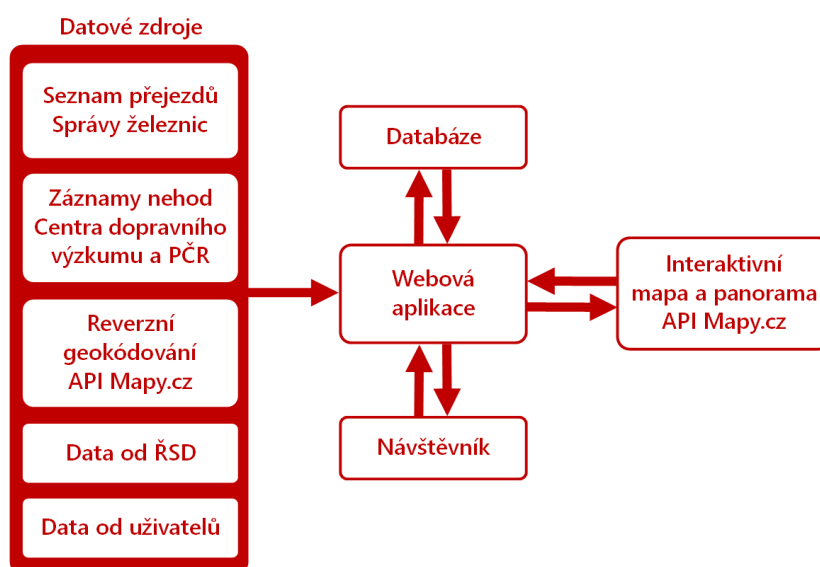 Datové zdroje
Seznam přejezdů
Správy železnic
Záznamy nehod
Centra dopravního
výzkumu a PČR
Reverzní
geokódování
API Mapy.cz
Data od ŘSD
Data od uživatelů
Databáze
Webová
aplikace
Návštěvník
Interaktivní
mapa a panorama
API Mapy.cz